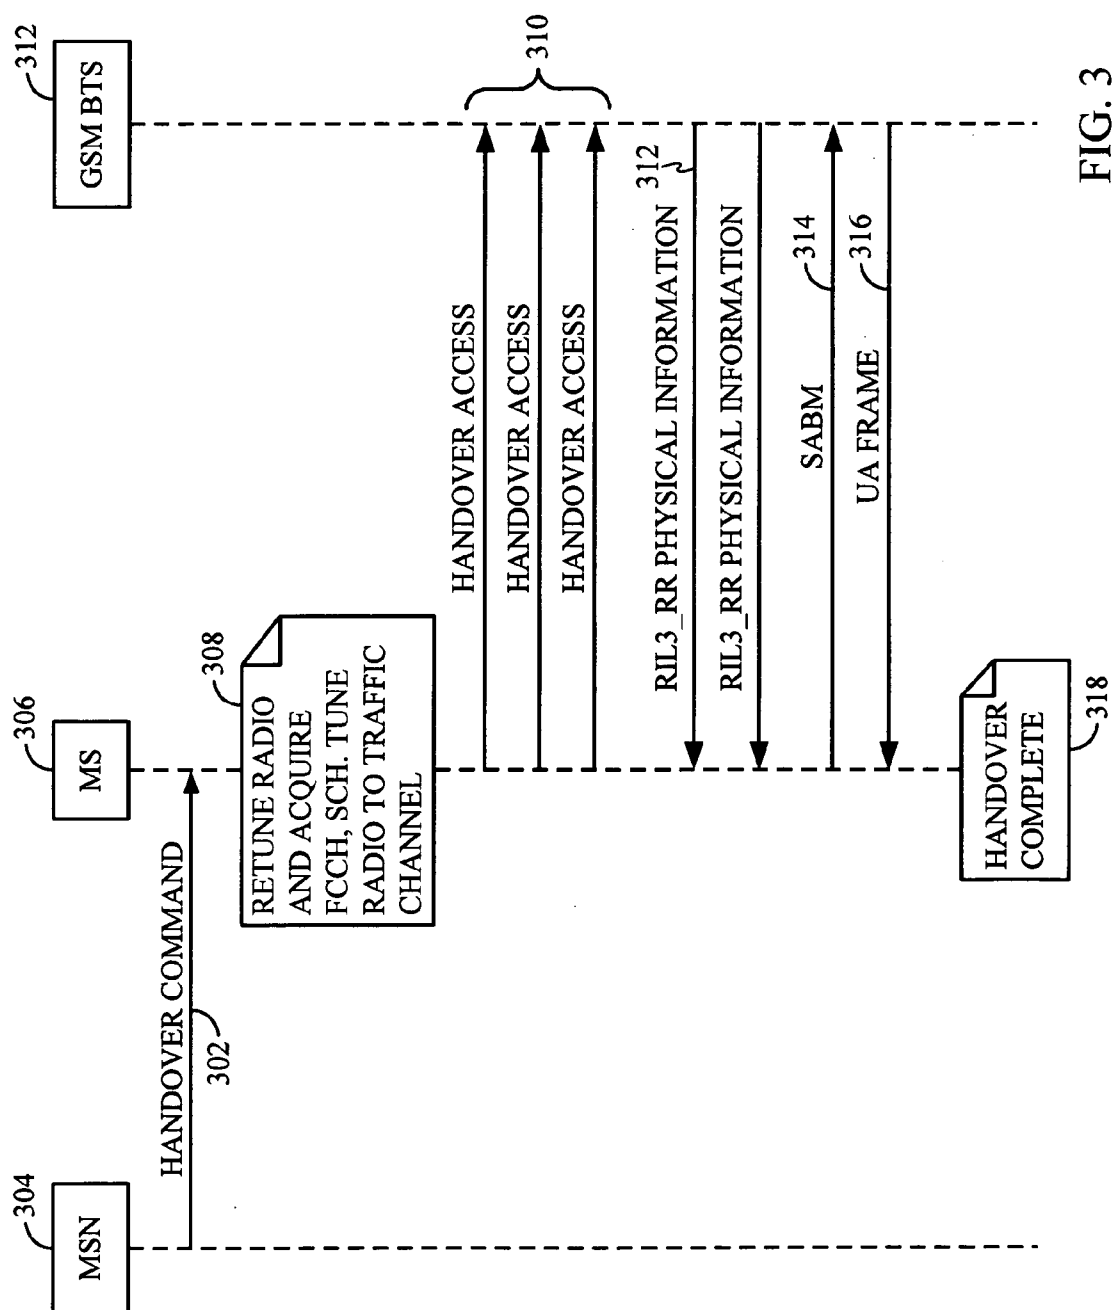 304
306
312
MSN
MS
GSM BTS
HANDOVER COMMAND
302
308
RETUNE RADIO
AND ACQUIRE
FCCH, SCH. TUNE
RADIO TO TRAFFIC
CHANNEL
HANDOVER ACCESS
HANDOVER ACCESS
HANDOVER ACCESS
310
RIL3_RR PHYSICAL INFORMATION
312
RIL3_RR PHYSICAL INFORMATION
SABM
314
UA FRAME
316
HANDOVER
COMPLETE
318
FIG. 3